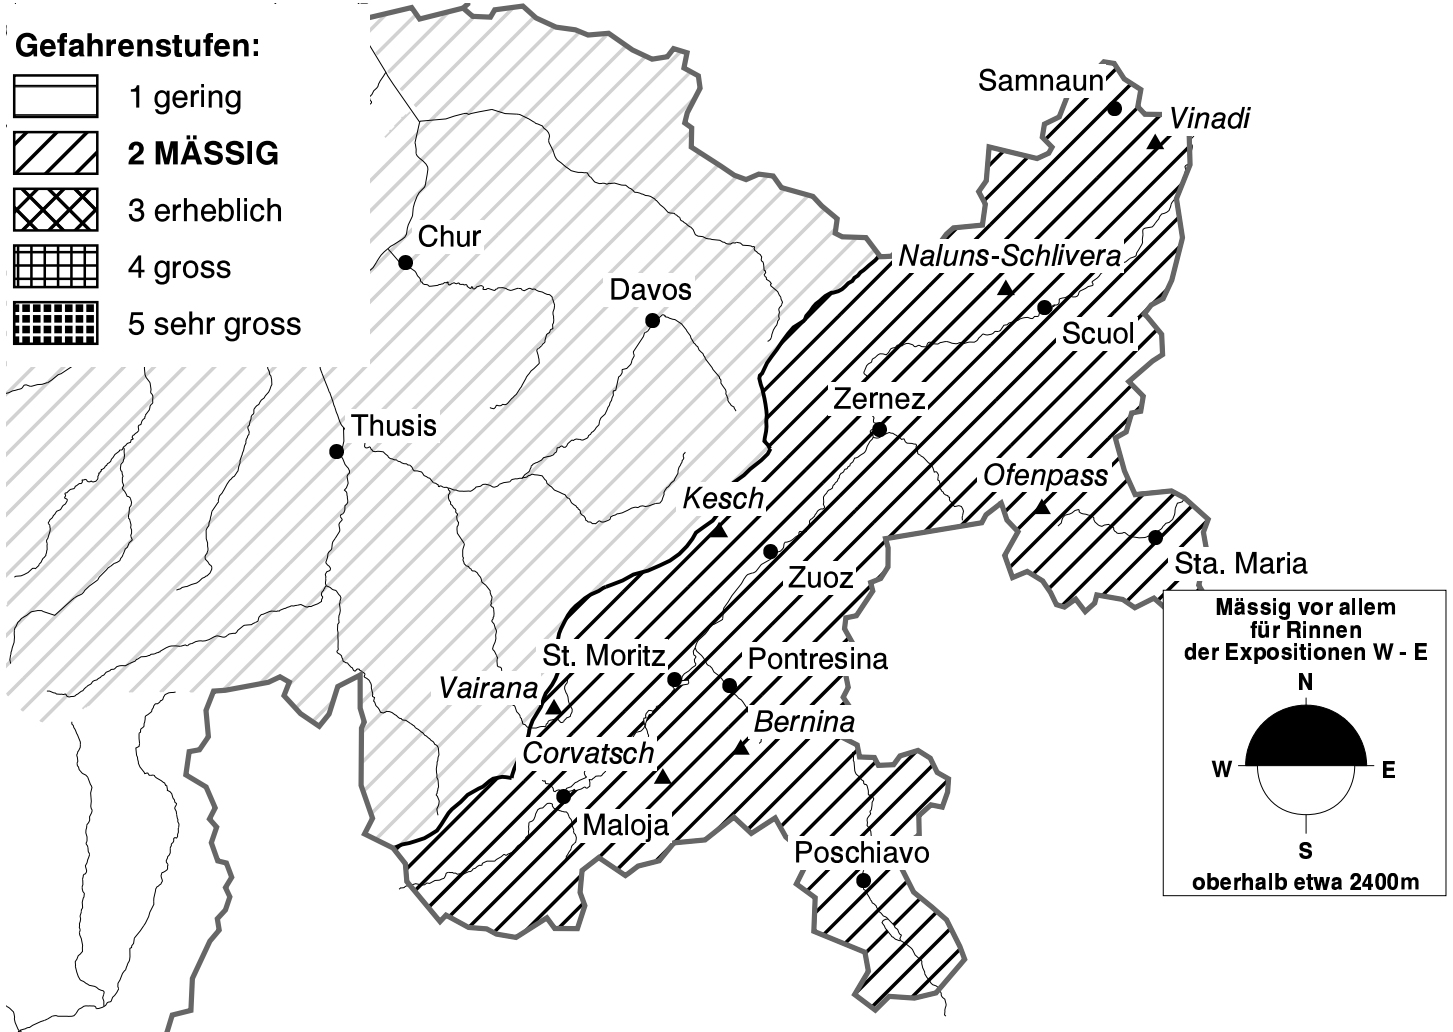 Gefahrenstufen:
1 gering
2 MÄSSIG
3 erheblich
4 gross
5 sehr gross
Samnaun
Vinadi
Chur
Naluns-Schlivera
Davos
Scuol
Zernez
Thusis
Ofenpass
Kesch
Sta. Maria
Zuoz
St. Moritz
Pontresina
Vairana
Bernina
Corvatsch
Maloja
Poschiavo
Mässig vor allem
für Rinnen
der Expositionen W - E
N
W E
S
oberhalb etwa 2400m